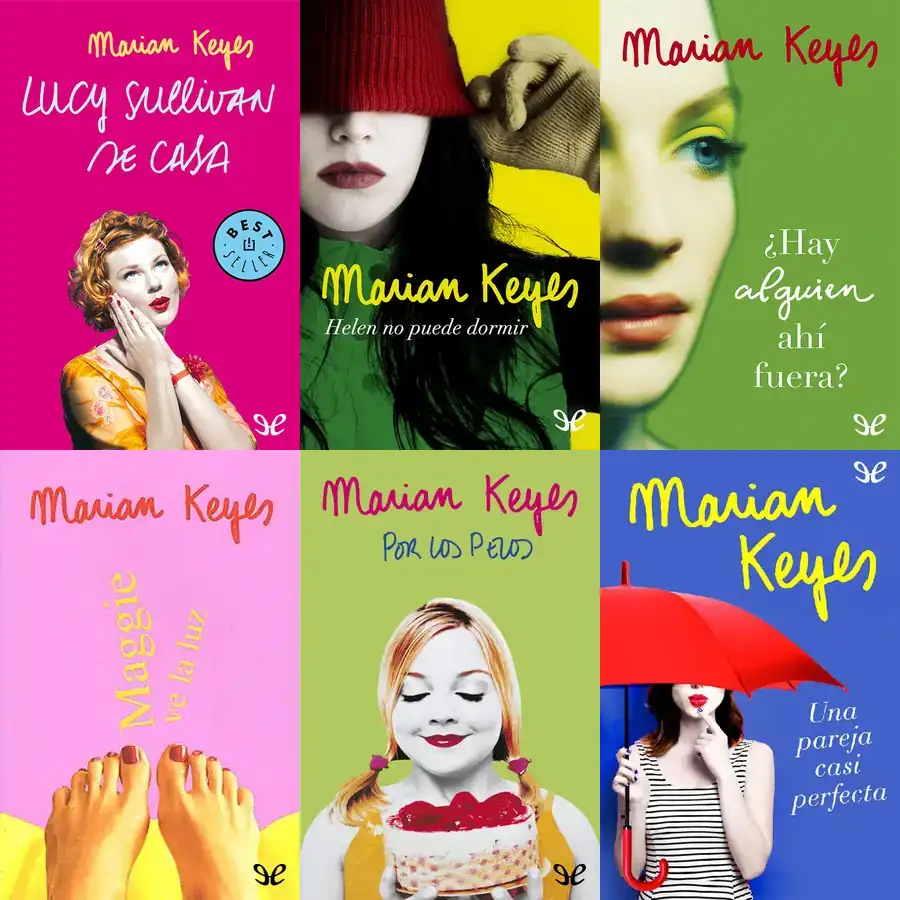 Marian Keyes
LUCY SULLIVAN
SE CASA
BEST
SELLER
Marian Keyes
Helen no puede dormir
Marian Keyes
¿Hay
alguien
ahí
fuera?
Marian Keyes
Maggie
ve la luz
Marian Keyes
POR LOS PELOS
Marian
Keyes
Una
pareja
casi
perfecta